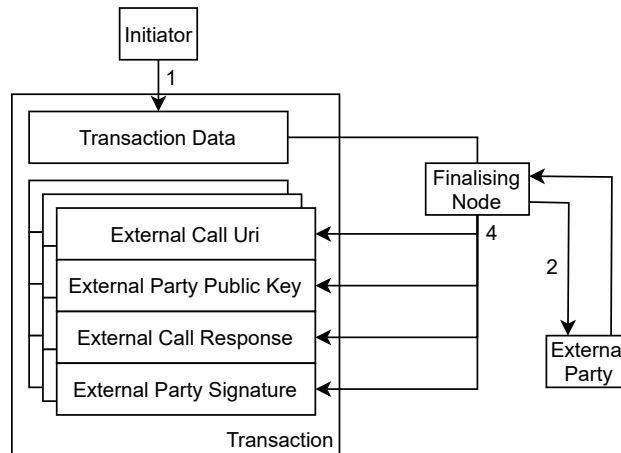 Initiator
1
Transaction Data
Finalising
Node
External Call Uri
4
External Party Public Key
2
External Call Response
External
Party
External Party Signature
Transaction